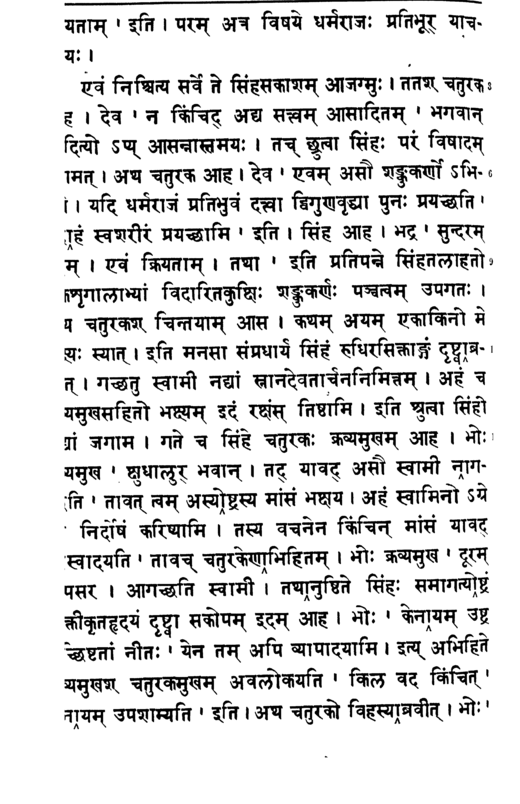 यताम् ' इति । परम् अत्र विषये धर्मराजः प्रतिभूर् याच-
यः ।
एवं निश्चित्य सर्वे ते सिंहसकाशम् आजग्मुः । ततश् चतुरक
ह । देव ' न किंचिद् अद्य सत्त्वम् आसादितम् ' भगवान्
दित्यो ऽप्य् आसन्नास्तमयः । तच् छ्रुत्वा सिंहः परं विषादम्
गमत् । अथ चतुरक आह । देव ' एवम् असौ शङ्कुकर्णो ऽभि-
। यदि धर्मराजं प्रतिभुवं दत्त्वा द्विगुणवृद्ध्या पुनः प्रयच्छति '
ाहं स्वशरीरं प्रयच्छामि ' इति । सिंह आह । भद्र ' सुन्दरम्
म् । एवं क्रियताम् । तथा ' इति प्रतिपन्ने सिंहतलाहतो
कशृगालाभ्यां विदारितकुक्षिः शङ्कुकर्णः पञ्चत्वम् उपगतः ।
य चतुरकश् चिन्तयाम् आस । कथम् अयम् एकाकिनो मे
क्ष्यः स्यात् । इति मनसा संप्रधार्य सिंहं रुधिरसिक्ताङ्गं दृष्ट्वाब्र-
त् । गच्छतु स्वामी नद्यां स्नानदेवतार्चननिमित्तम् । अहं च
यमुखसहितो भक्ष्यम् इदं रक्षंस् तिष्ठामि । इति श्रुत्वा सिंहो
द्यां जगाम । गते च सिंहे चतुरकः क्रव्यमुखम् आह । भोः
यमुख ' क्षुधालुर् भवान् । तद् यावद् असौ स्वामी नाग-
ति ' तावत् त्वम् अस्योष्ट्रस्य मांसं भक्षय । अहं स्वामिनो ऽग्रे
निर्दोषं करिष्यामि । तस्य वचनेन किंचिन् मांसं यावद्
स्वादयति ' तावच् चतुरकेणाभिहितम् । भोः क्रव्यमुख ' दूरम्
पसर । आगच्छति स्वामी । तथानुष्ठिते सिंहः समागत्योष्ट्रं
क्तीकृतहृदयं दृष्ट्वा सकोपम् इदम् आह । भोः ' केनायम् उष्ट्र
च्छिष्टतां नीतः ' येन तम् अपि व्यापादयामि । इत्य् अभिहिते
व्यमुखश् चतुरकमुखम् अवलोकयति ' किल वद किंचित् '
नायम् उपशाम्यति ' इति । अथ चतुरको विहस्याब्रवीत् । भोः '